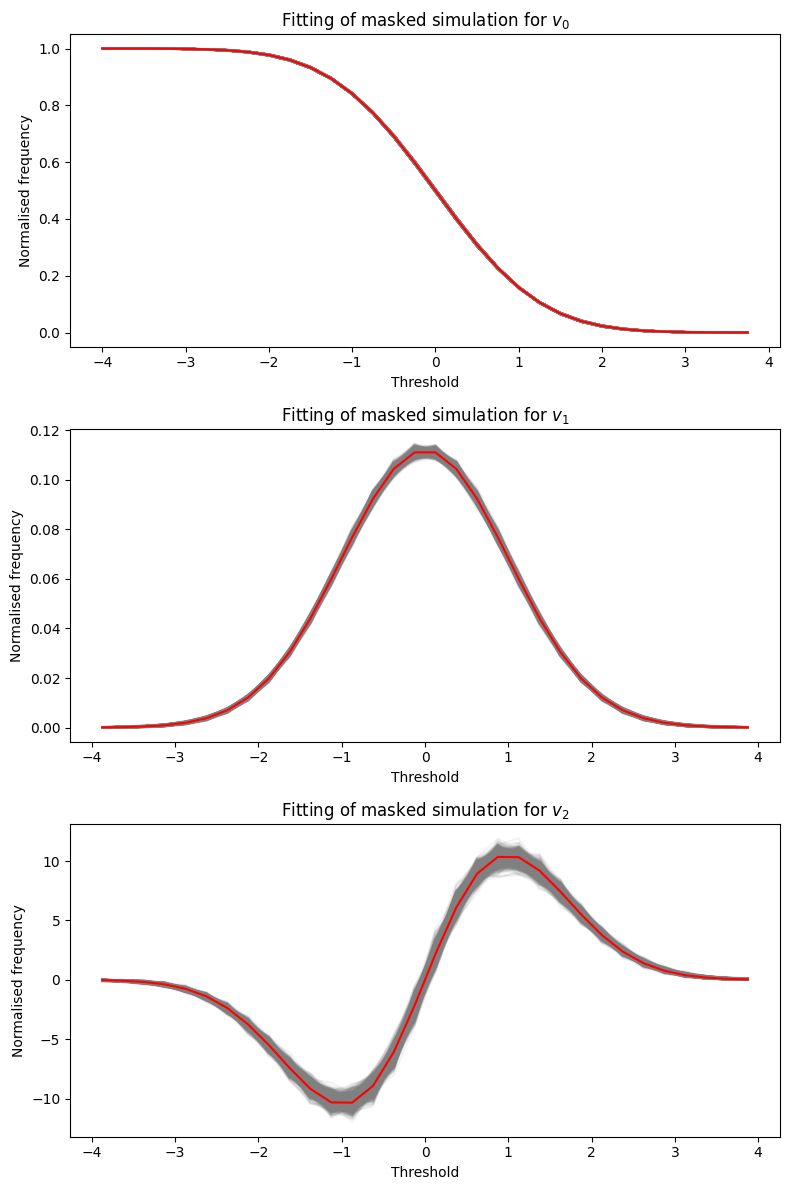 Fitting of masked simulation for v₀
Normalised frequency
1.0
0.8
0.6
0.4
0.2
0.0
−4 −3 −2 −1 0 1 2 3 4
Threshold
Fitting of masked simulation for v₁
Normalised frequency
0.12
0.10
0.08
0.06
0.04
0.02
0.00
−4 −3 −2 −1 0 1 2 3 4
Threshold
Fitting of masked simulation for v₂
Normalised frequency
10
5
0
−5
−10
−4 −3 −2 −1 0 1 2 3 4
Threshold